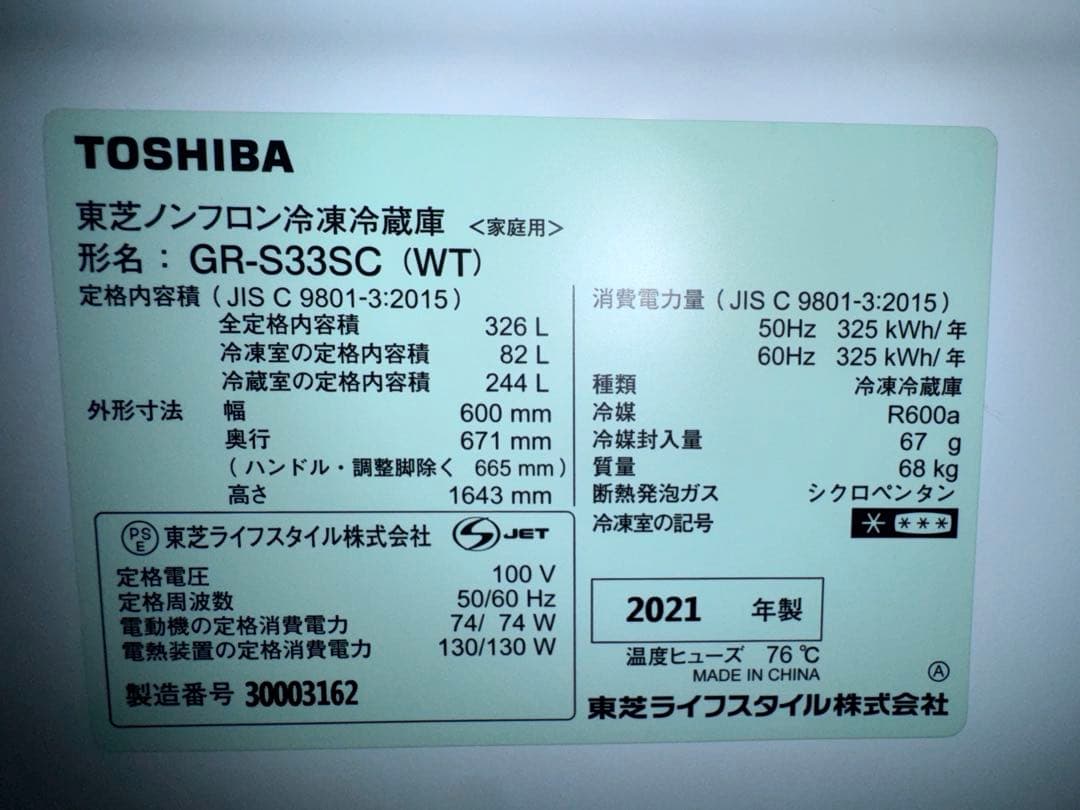 TOSHIBA
東芝ノンフロン冷凍冷蔵庫 <家庭用>
形名: GR-S33SC (WT)
定格内容積 (JIS C 9801-3:2015)
全定格内容積 326 L
冷凍室の定格内容積 82 L
冷蔵室の定格内容積 244 L
外形寸法 幅 600 mm
奥行 671 mm
(ハンドル・調整脚除く 665 mm)
高さ 1643 mm
消費電力量 (JIS C 9801-3:2015)
50Hz 325 kWh/年
60Hz 325 kWh/年
種類 冷凍冷蔵庫
冷媒 R600a
冷媒封入量 67 g
質量 68 kg
断熱発泡ガス シクロペンタン
冷凍室の記号 * ***
PSE 東芝ライフスタイル株式会社 S JET
定格電圧 100 V
定格周波数 50/60 Hz
電動機の定格消費電力 74/ 74 W
電熱装置の定格消費電力 130/130 W
製造番号 30003162
2021 年製
温度ヒューズ 76℃
MADE IN CHINA
Ⓐ
東芝ライフスタイル株式会社